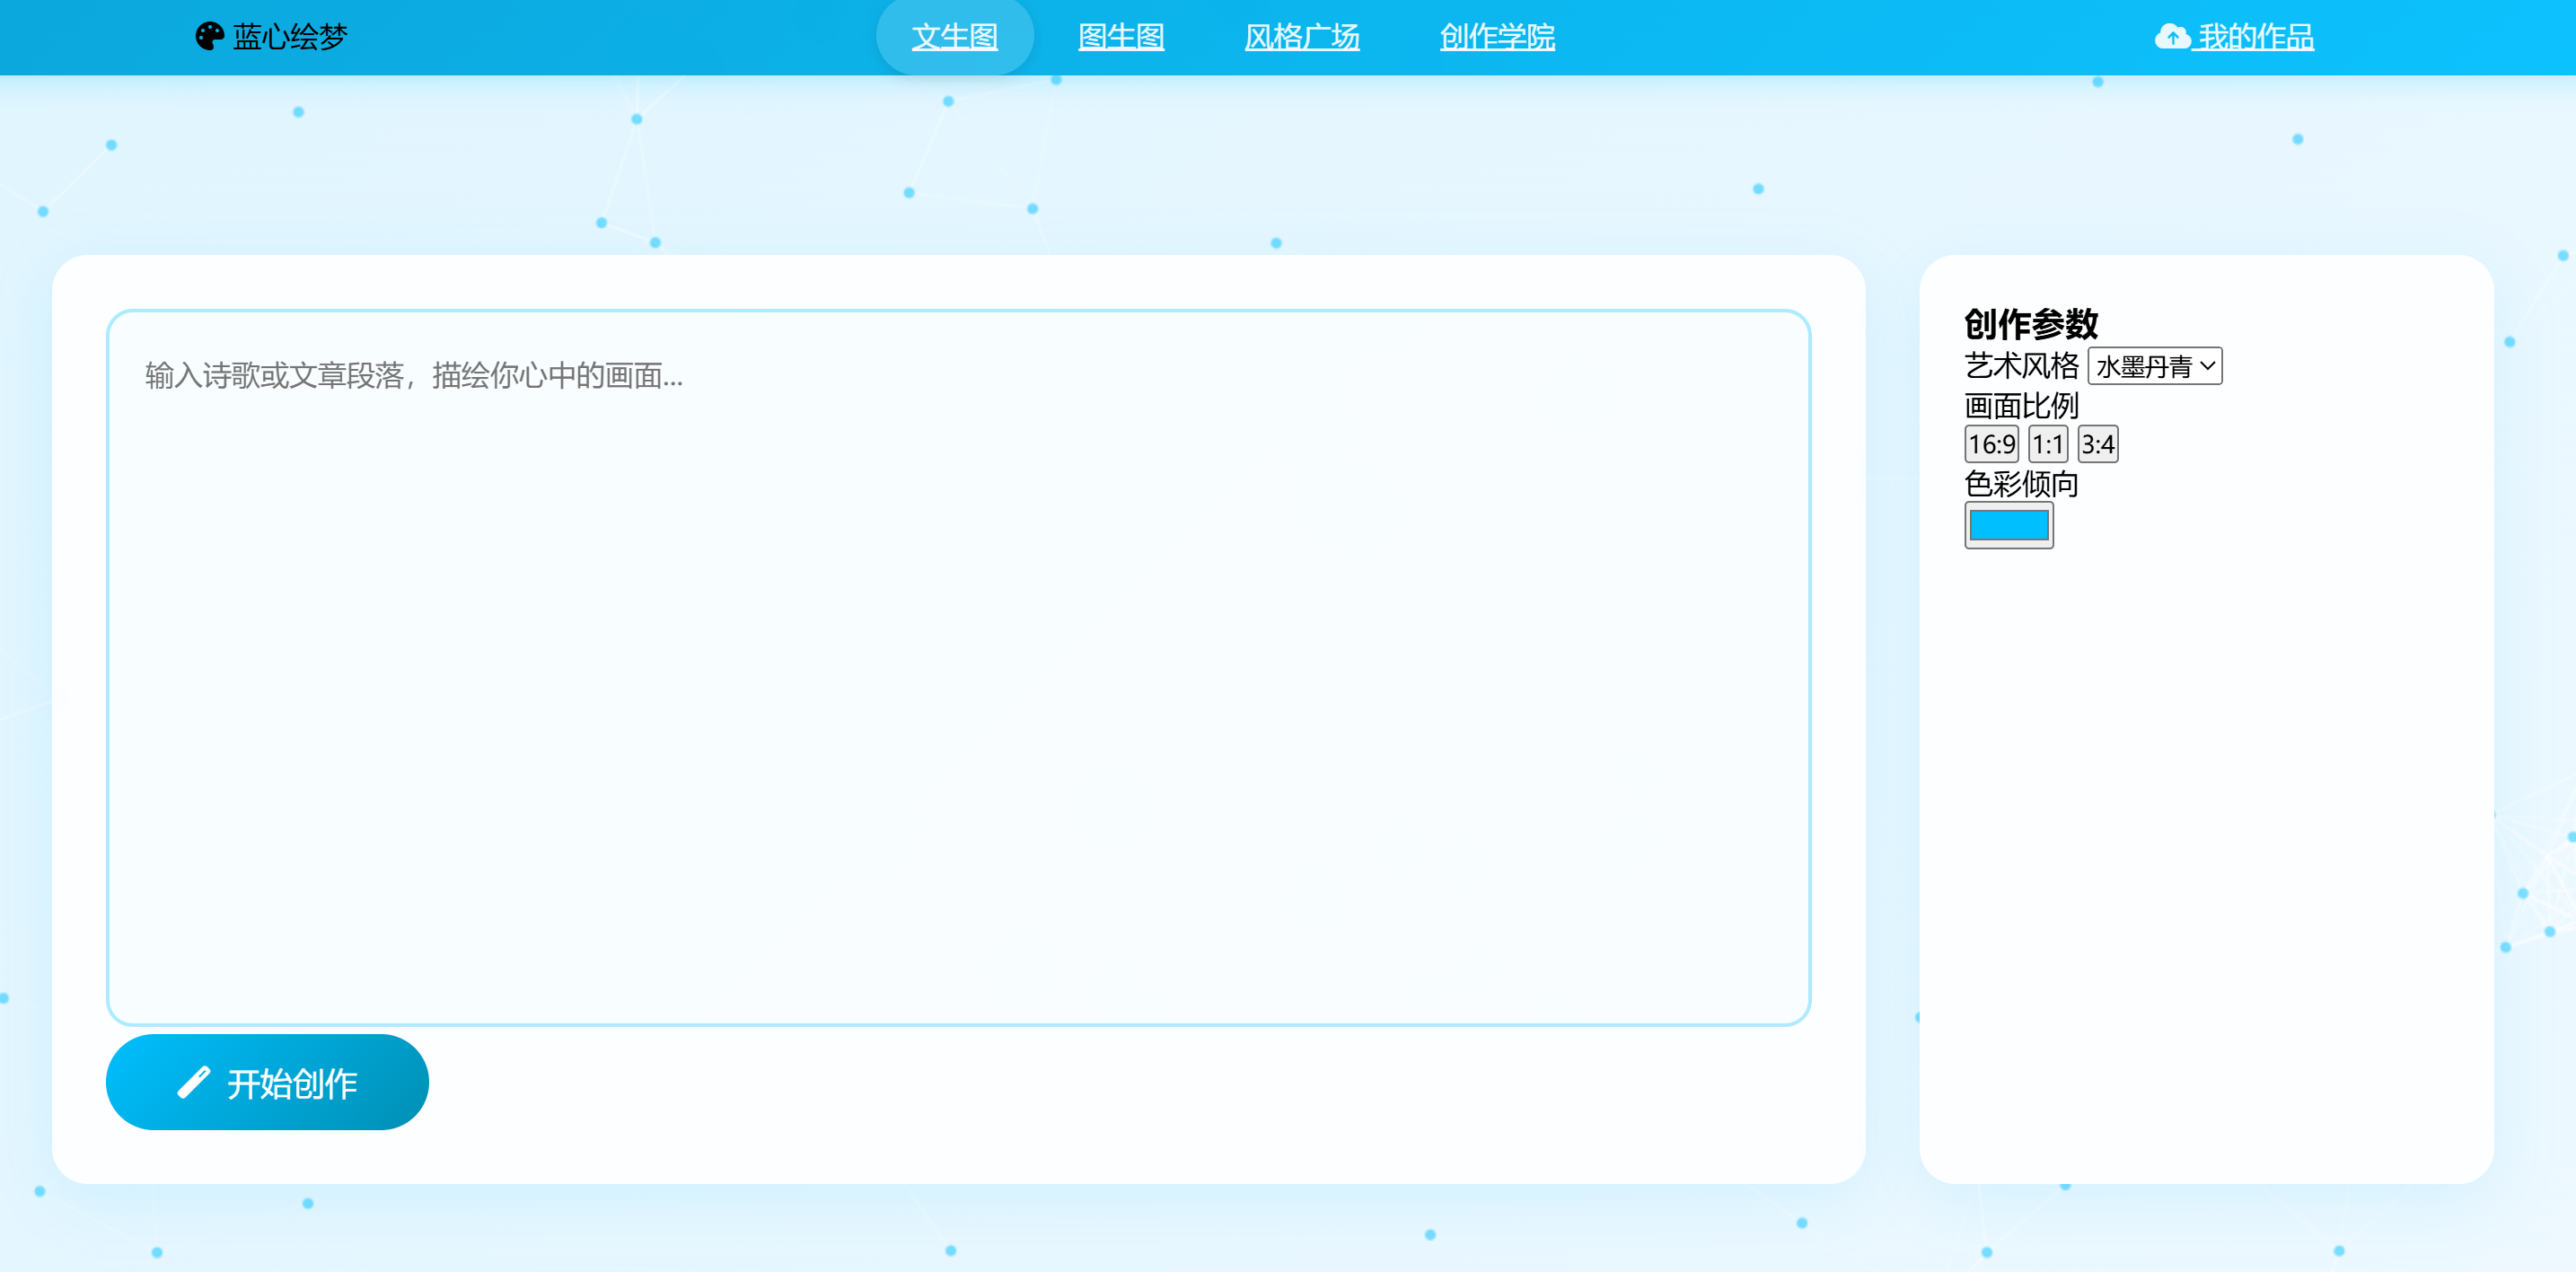 蓝心绘梦 文生图 图生图 风格广场 创作学院 我的作品
输入诗歌或文章段落，描绘你心中的画面...
开始创作
创作参数
艺术风格 水墨丹青
画面比例
16:9 1:1 3:4
色彩倾向